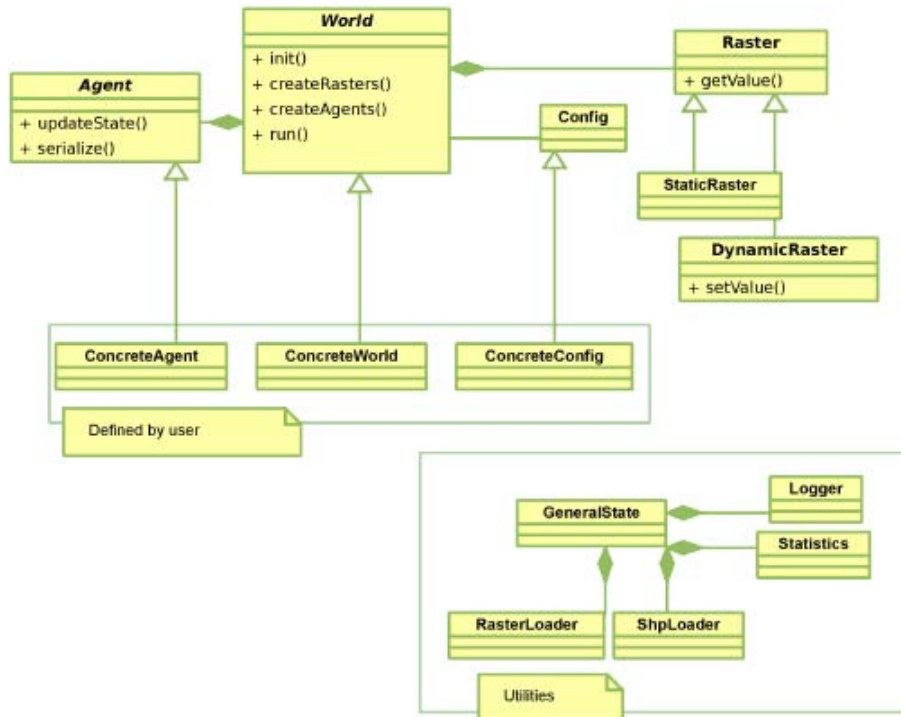 World
+ init()
+ createRasters()
+ createAgents()
+ run()
Agent
+ updateState()
+ serialize()
Raster
+ getValue()
Config
StaticRaster
DynamicRaster
+ setValue()
ConcreteAgent
ConcreteWorld
ConcreteConfig
Defined by user
GeneralState
Logger
Statistics
RasterLoader
ShpLoader
Utilities